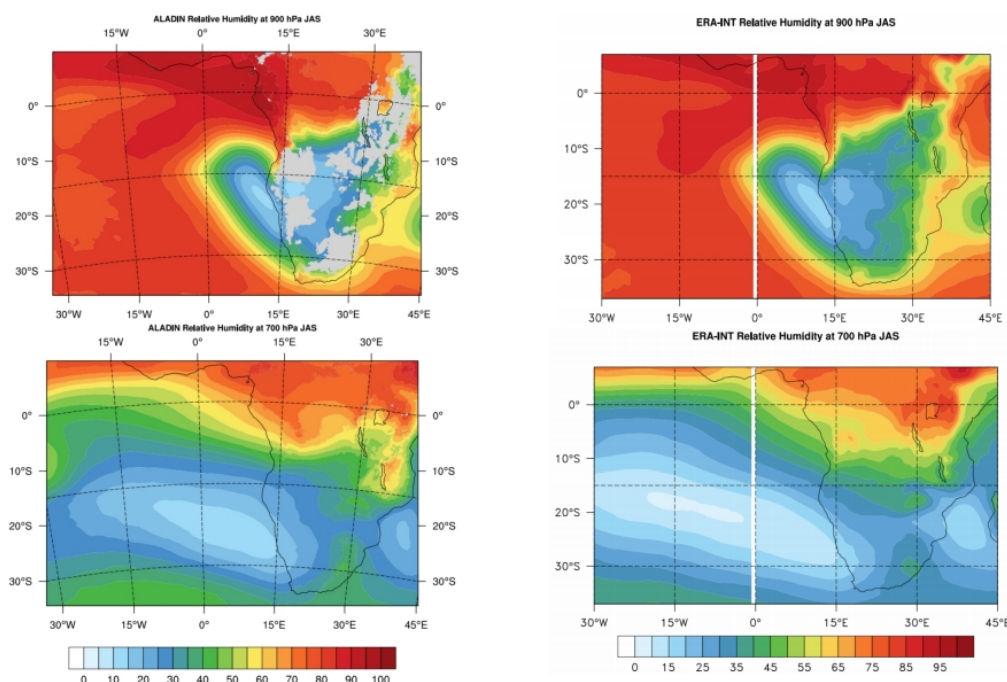 ALADIN Relative Humidity at 900 hPa JAS
15°W 0° 15°E 30°E
0° 0°
10°S 10°S
20°S 20°S
30°S 30°S
30°W 15°W 0° 15°E 30°E 45°E
ERA-INT Relative Humidity at 900 hPa JAS
0°
10°S
20°S
30°S
30°W 15°W 0° 15°E 30°E 45°E
ALADIN Relative Humidity at 700 hPa JAS
15°W 0° 15°E 30°E
0° 0°
10°S 10°S
20°S 20°S
30°S 30°S
30°W 15°W 0° 15°E 30°E 45°E
0 10 20 30 40 50 60 70 80 90 100
ERA-INT Relative Humidity at 700 hPa JAS
0°
10°S
20°S
30°S
30°W 15°W 0° 15°E 30°E 45°E
0 15 25 35 45 55 65 75 85 95